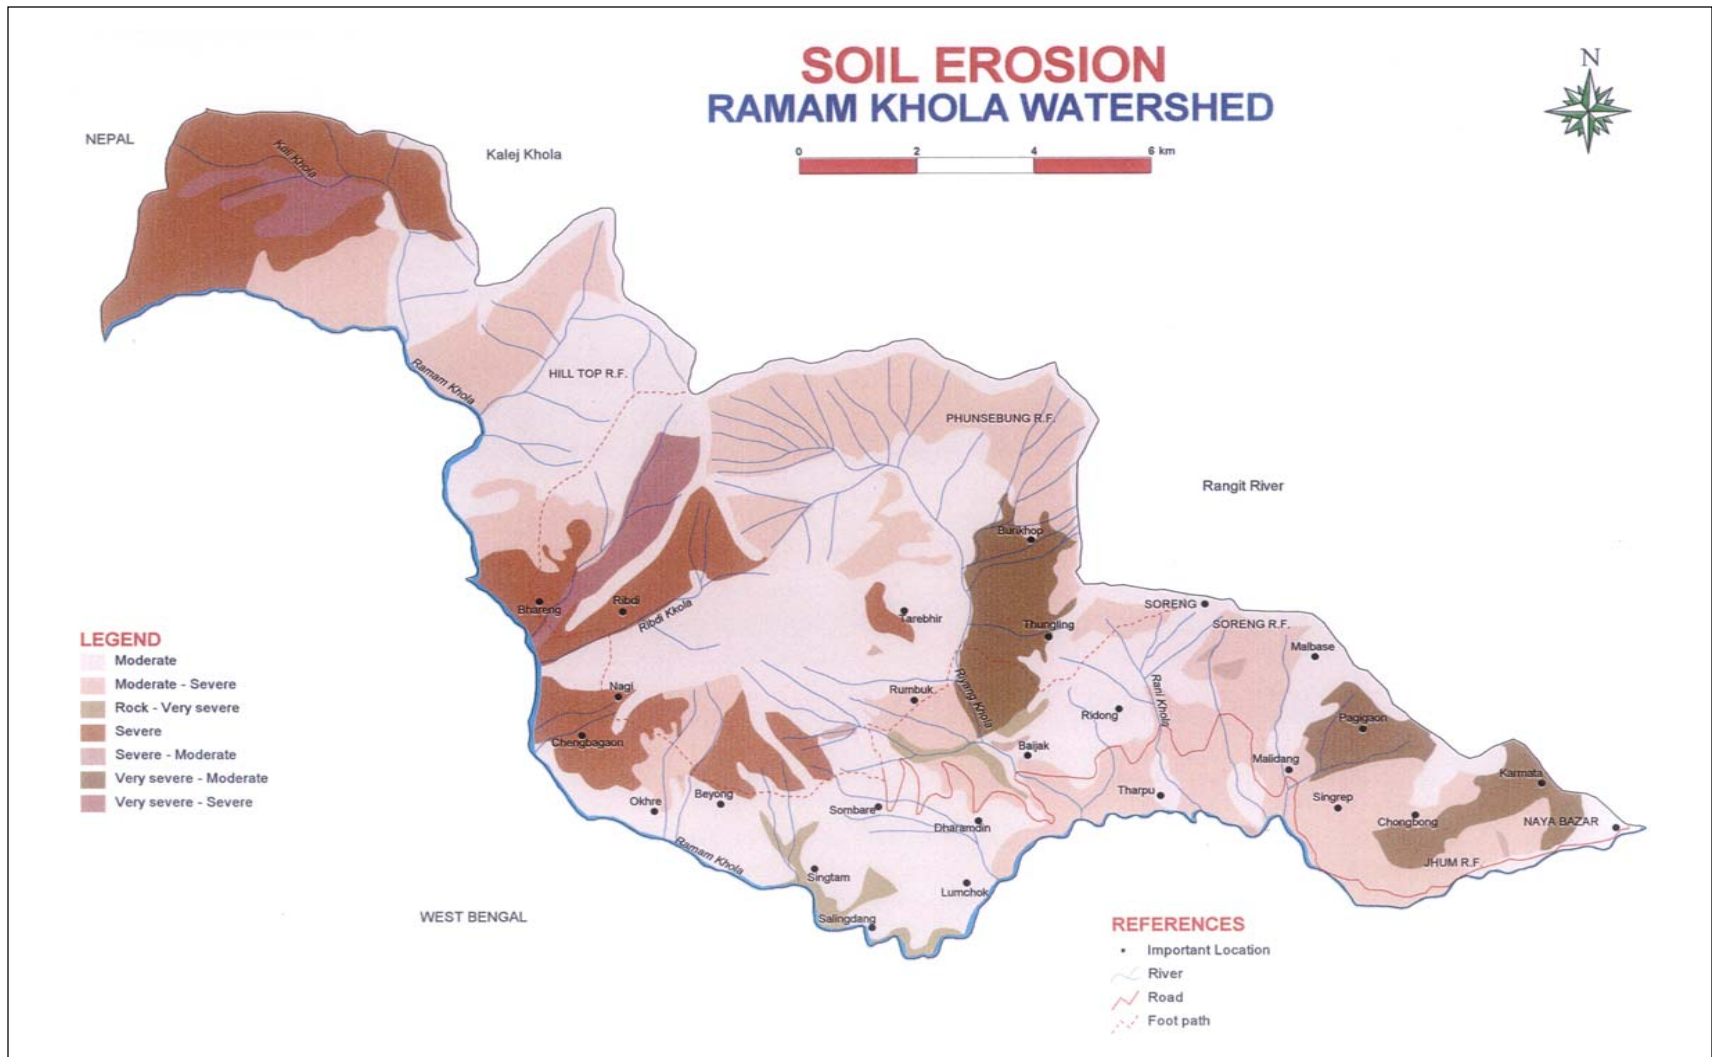 SOIL EROSION
RAMAM KHOLA WATERSHED
N
0 2 4 6 km
NEPAL
Kalej Khola
Kali Khola
Ramam Khola
HILL TOP R.F.
PHUNSEBUNG R.F.
Rangit River
Burikhop
Bhareng
Ribdi
Ribdi Kkola
Tarebhir
Thungling
SORENG
SORENG R.F.
Malbase
Nagi
Rumbuk
Riyang Khola
Ridong
Rani Khola
Pagigaon
Chengbagaon
Baijak
Malidang
Karmata
Okhre
Beyong
Sombare
Dharamdin
Tharpu
Singrep
Chongbong
NAYA BAZAR
Ramam Khola
JHUM R.F.
Singtam
Lumchok
Salingdang
WEST BENGAL
LEGEND
Moderate
Moderate - Severe
Rock - Very severe
Severe
Severe - Moderate
Very severe - Moderate
Very severe - Severe
REFERENCES
Important Location
River
Road
Foot path